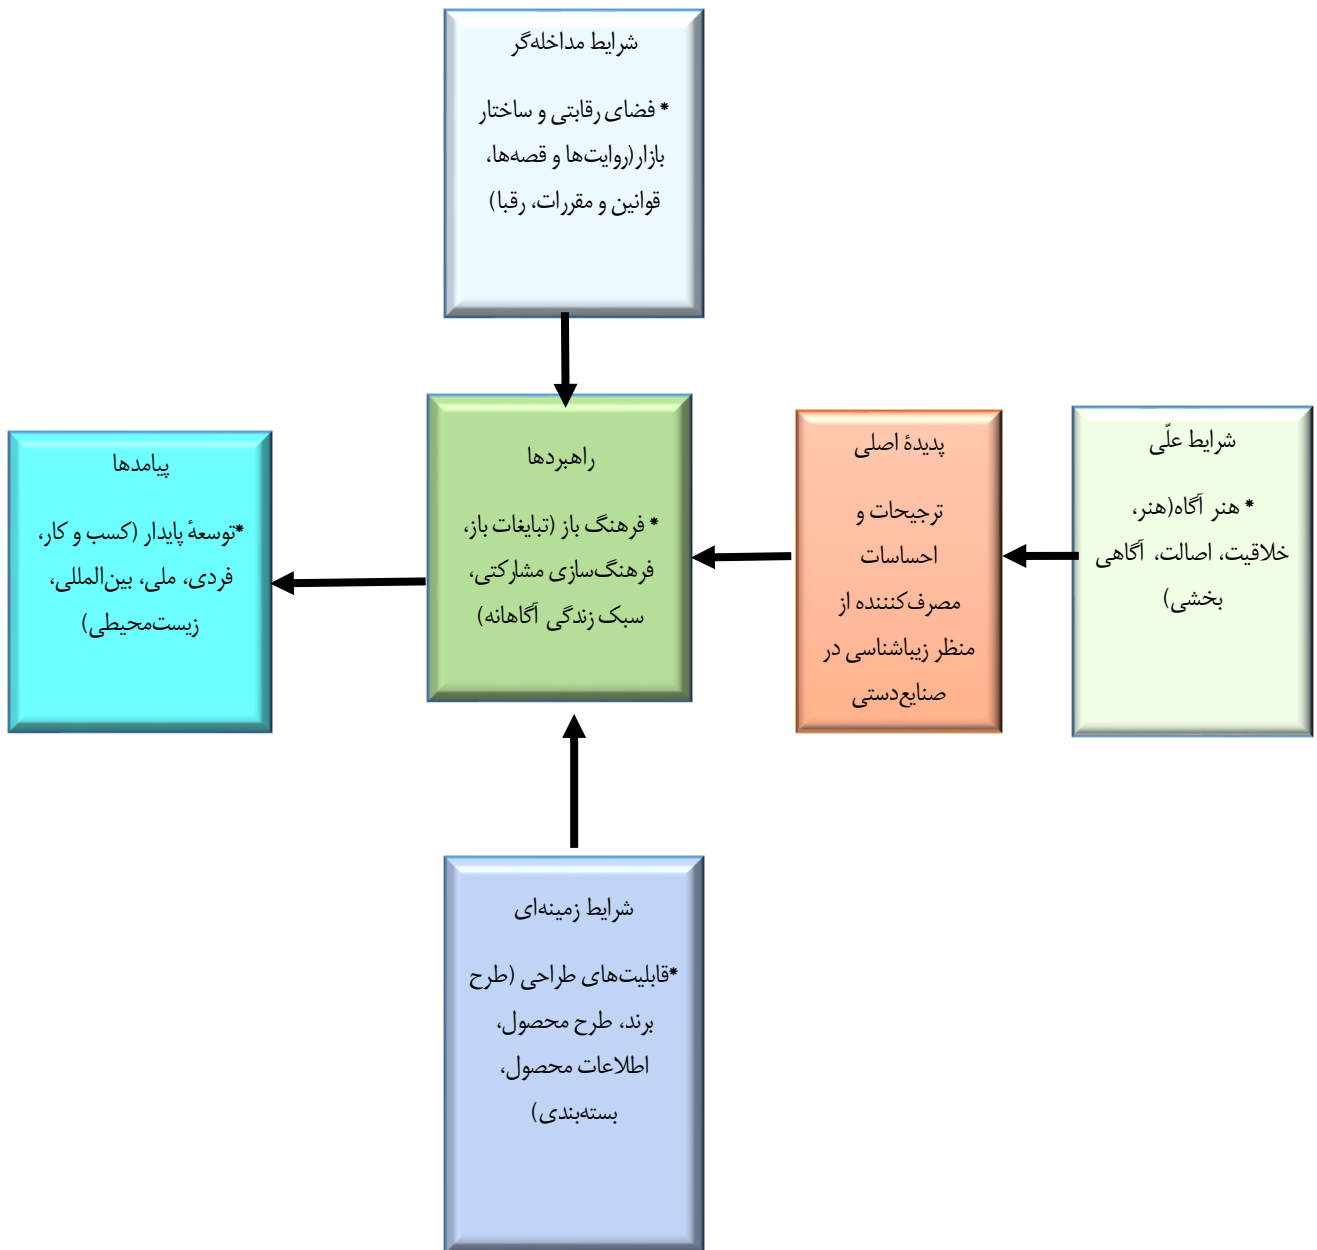 شرایط مداخله‌گر
* فضای رقابتی و ساختار
بازار(روایت‌ها و قصه‌ها،
قوانین و مقررات، رقبا)
شرایط علّی
* هنر آگاه(هنر،
خلاقیت، اصالت، آگاهی
بخشی)
پدیدۀ اصلی
ترجیحات و
احساسات
مصرف‌کنننده از
منظر زیباشناسی در
صنایع‌دستی
راهبردها
* فرهنگ باز (تبایغات باز،
فرهنگ‌سازی مشارکتی،
سبک زندگی آگاهانه)
پیامدها
*توسعۀ پایدار (کسب و کار،
فردی، ملی، بین‌المللی،
زیست‌محیطی)
شرایط زمینه‌ای
*قابلیت‌های طراحی (طرح
برند، طرح محصول،
اطلاعات محصول،
بسته‌بندی)